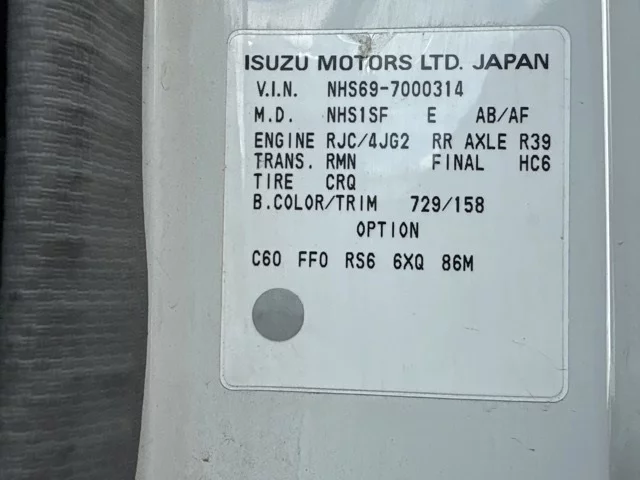 ISUZU MOTORS LTD. JAPAN
V.I.N. NHS69-7000314
M.D. NHS1SF E AB/AF
ENGINE RJC/4JG2 RR AXLE R39
TRANS. RMN FINAL HC6
TIRE CRQ
B.COLOR/TRIM 729/158
OPTION
C60 FF0 RS6 6XQ 86M